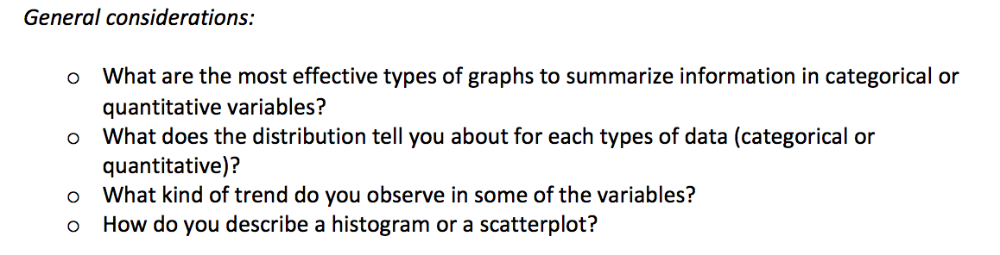 General considerations:
o What are the most effective types of graphs to summarize information in categorical or
quantitative variables?
o What does the distribution tell you about for each types of data (categorical or
quantitative)?
o What kind of trend do you observe in some of the variables?
o How do you describe a histogram or a scatterplot?